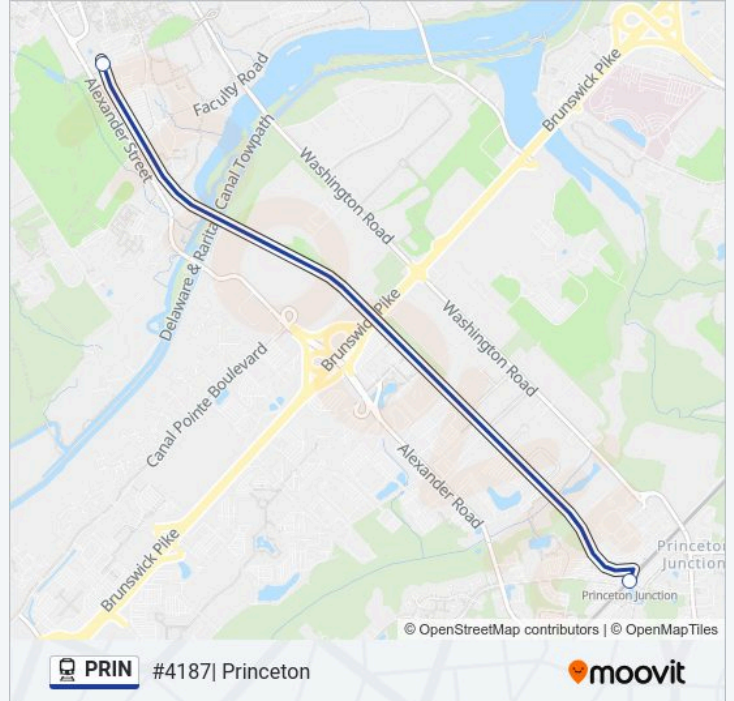 Faculty Road
Brunswick Pike
Alexander Street
Delaware & Raritan Canal Towpath
Washington Road
Brunswick Pike
Washington Road
Canal Pointe Boulevard
Alexander Road
Brunswick Pike
Princeton
Junction
Princeton Junction
© OpenStreetMap contributors | © OpenMapTiles
PRIN #4187| Princeton
moovit